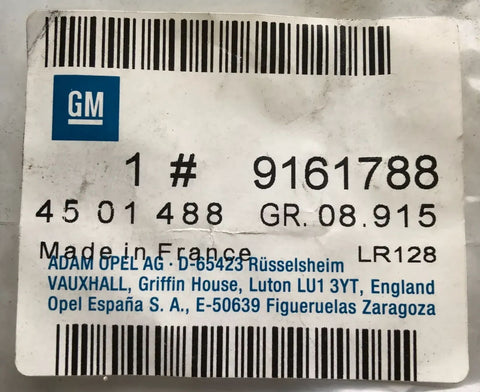 GM
1 # 9161788
45 01 488 GR. 08.915
Made in France LR128
ADAM OPEL AG · D-65423 Rüsselsheim
VAUXHALL, Griffin House, Luton LU1 3YT, England
Opel España S. A., E-50639 Figueruelas Zaragoza